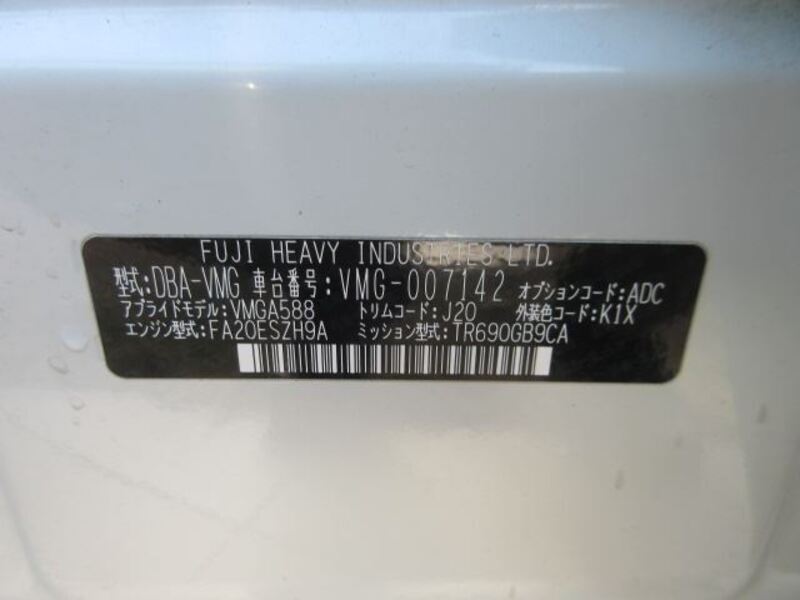 FUJI HEAVY INDUSTRIES LTD.
型式:DBA-VMG 車台番号:VMG-007142 オプションコード:ADC
アプライドモデル:VMGA588 トリムコード:J20 外装色コード:K1X
エンジン型式:FA20ESZH9A ミッション型式:TR690GB9CA